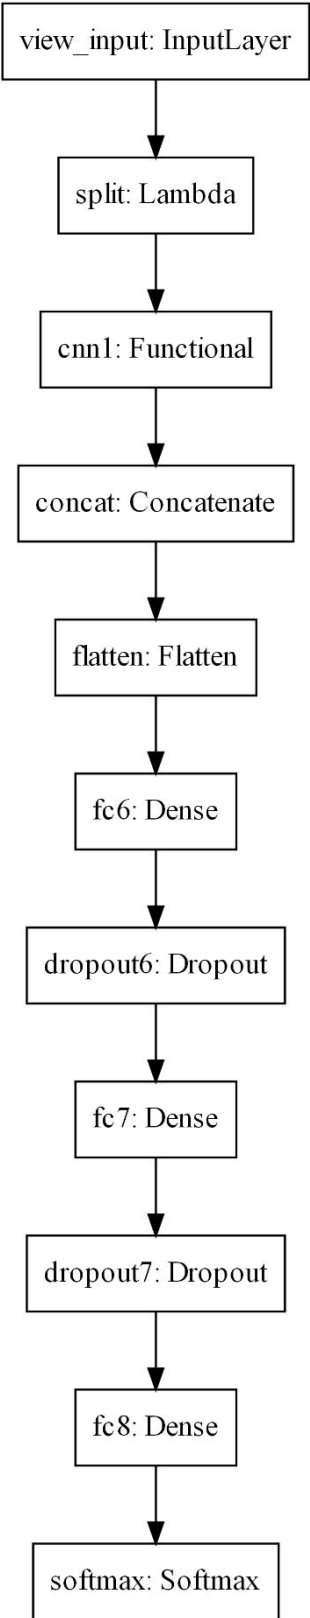 view_input: InputLayer
split: Lambda
cnn1: Functional
concat: Concatenate
flatten: Flatten
fc6: Dense
dropout6: Dropout
fc7: Dense
dropout7: Dropout
fc8: Dense
softmax: Softmax